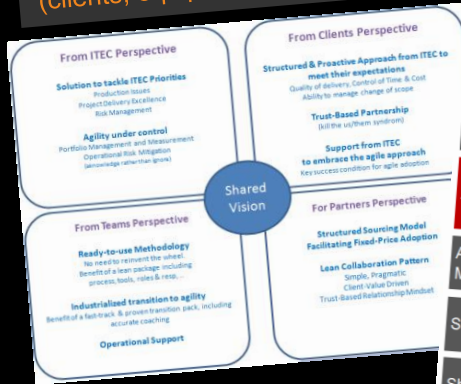 (clients,
From ITEC Perspective
Solution to tackle ITEC Priorities
Production Issues
Project Delivery Excellence
Risk Management
Agility under control
Portfolio Management and Measurement
Operational Risk Mitigation
(acknowledge rather than ignore)
From Clients Perspective
Structured & Proactive Approach from ITEC to
meet their expectations
Quality of delivery, Control of Time & Cost
Ability to manage change of scope
Trust-Based Partnership
(kill the us/them syndrom)
Support from ITEC
to embrace the agile approach
Key success condition for agile adoption
Shared
Vision
From Teams Perspective
Ready-to-use Methodology
No need to reinvent the wheel.
Benefit of a lean package including
process, tools, roles & resp,...
Industrialized transition to agility
Benefit of a fast-track & proven transition pack, including
accurate coaching
Operational Support
For Partners Perspective
Structured Sourcing Model
Facilitating Fixed-Price Adoption
Lean Collaboration Pattern
Simple, Pragmatic
Client-Value Driven
Trust-Based Relationship Mindset